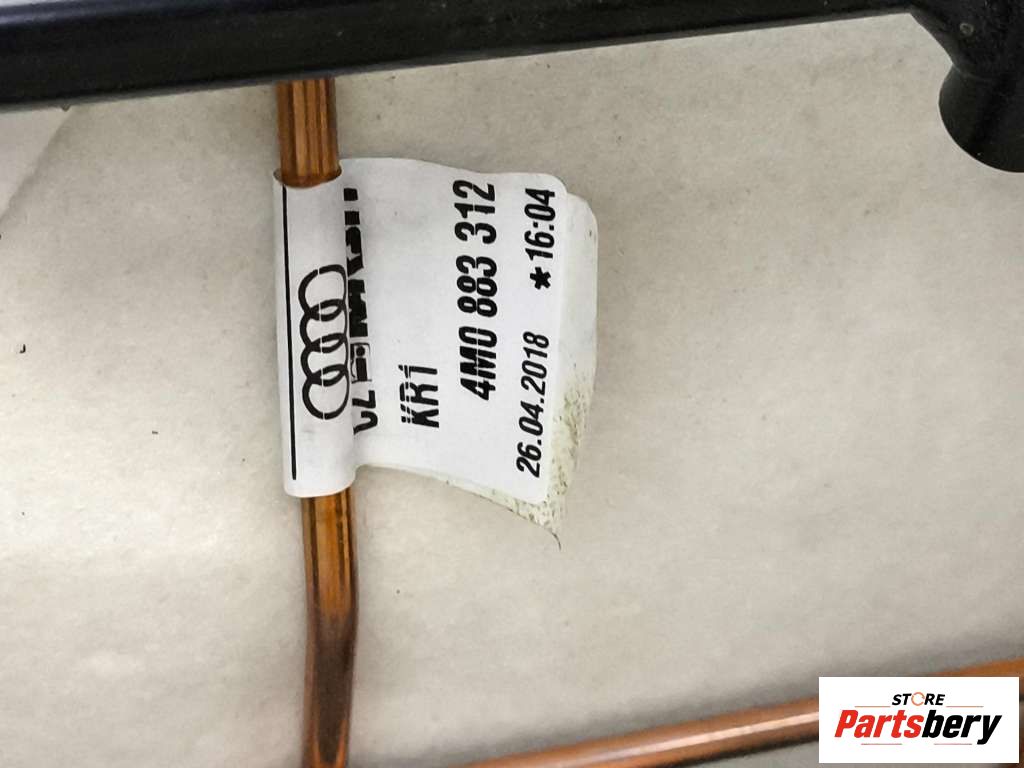 KR1
4M0 883 312
26.04.2018 *16:04
STORE
Partsbery